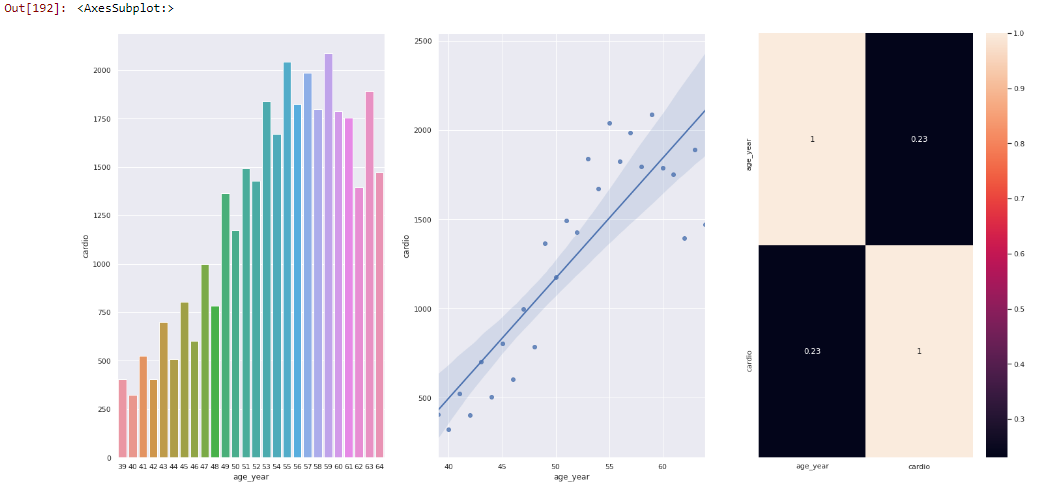 Out[192]: <AxesSubplot:>
cardio
2000
1750
1500
1250
1000
750
500
250
0
39 40 41 42 43 44 45 46 47 48 49 50 51 52 53 54 55 56 57 58 59 60 61 62 63 64
age_year
cardio
2500
2000
1500
1000
500
40 45 50 55 60
age_year
age_year
cardio
1 0.23
0.23 1
age_year cardio
1.0
0.9
0.8
0.7
0.6
0.5
0.4
0.3